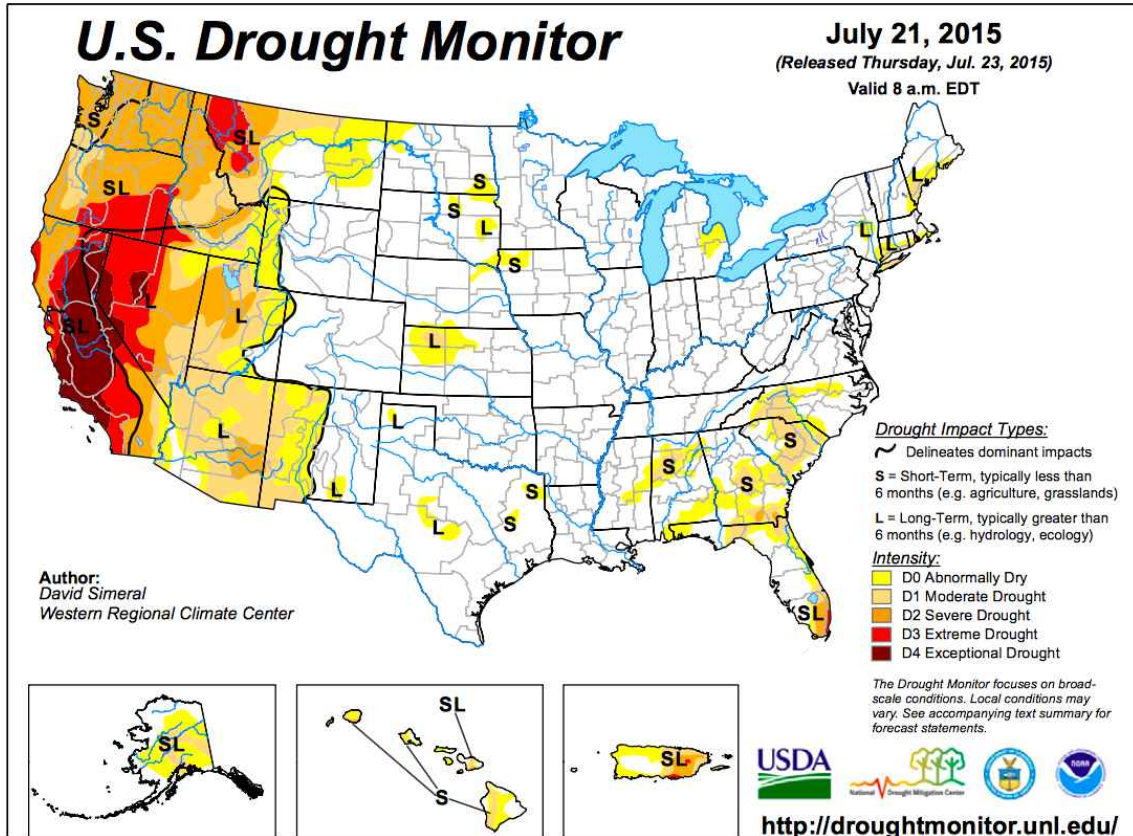 U.S. Drought Monitor
July 21, 2015
(Released Thursday, Jul. 23, 2015)
Valid 8 a.m. EDT
S
SL
SL
SL
L
L
L
L
L
S
S
L
S
L
L
S
S
L
L
L
S
S
S
SL
Drought Impact Types:
Delineates dominant impacts
S = Short-Term, typically less than
6 months (e.g. agriculture, grasslands)
L = Long-Term, typically greater than
6 months (e.g. hydrology, ecology)
Intensity:
D0 Abnormally Dry
D1 Moderate Drought
D2 Severe Drought
D3 Extreme Drought
D4 Exceptional Drought
Author:
David Simeral
Western Regional Climate Center
The Drought Monitor focuses on broad-
scale conditions. Local conditions may
vary. See accompanying text summary for
forecast statements.
SL
SL
S
SL
USDA
National Drought Mitigation Center
NOAA
http://droughtmonitor.unl.edu/